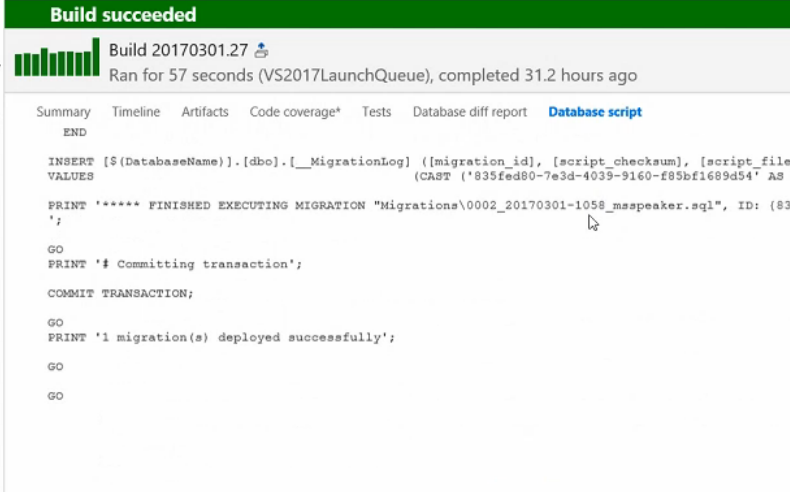 Build succeeded
Build 20170301.27
Ran for 57 seconds (VS2017LaunchQueue), completed 31.2 hours ago
Summary Timeline Artifacts Code coverage* Tests Database diff report Database script
END
INSERT [$(DatabaseName)].[dbo].[__MigrationLog] ([migration_id], [script_checksum], [script_file
VALUES (CAST ('835fed80-7e3d-4039-9160-f85bf1689d54' AS
PRINT '***** FINISHED EXECUTING MIGRATION "Migrations\0002_20170301-1058_msspeaker.sql", ID: {83
';
GO
PRINT '# Committing transaction';
COMMIT TRANSACTION;
GO
PRINT '1 migration(s) deployed successfully';
GO
GO